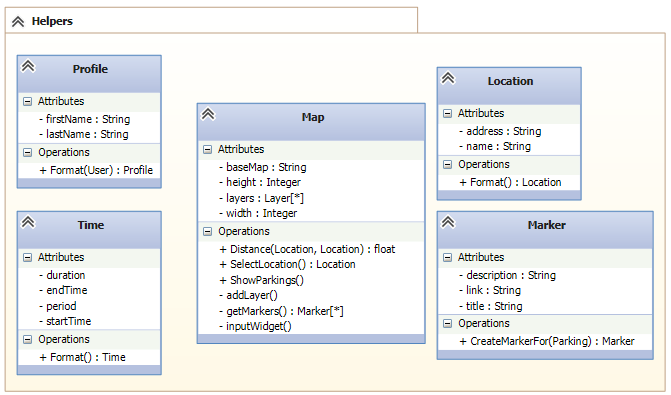 Helpers
Profile
Attributes
- firstName : String
- lastName : String
Operations
+ Format(User) : Profile
Time
Attributes
- duration
- endTime
- period
- startTime
Operations
+ Format() : Time
Map
Attributes
- baseMap : String
- height : Integer
- layers : Layer[*]
- width : Integer
Operations
+ Distance(Location, Location) : float
+ SelectLocation() : Location
+ ShowParkings()
- addLayer()
- getMarkers() : Marker[*]
- inputWidget()
Location
Attributes
- address : String
- name : String
Operations
+ Format() : Location
Marker
Attributes
- description : String
- link : String
- title : String
Operations
+ CreateMarkerFor(Parking) : Marker